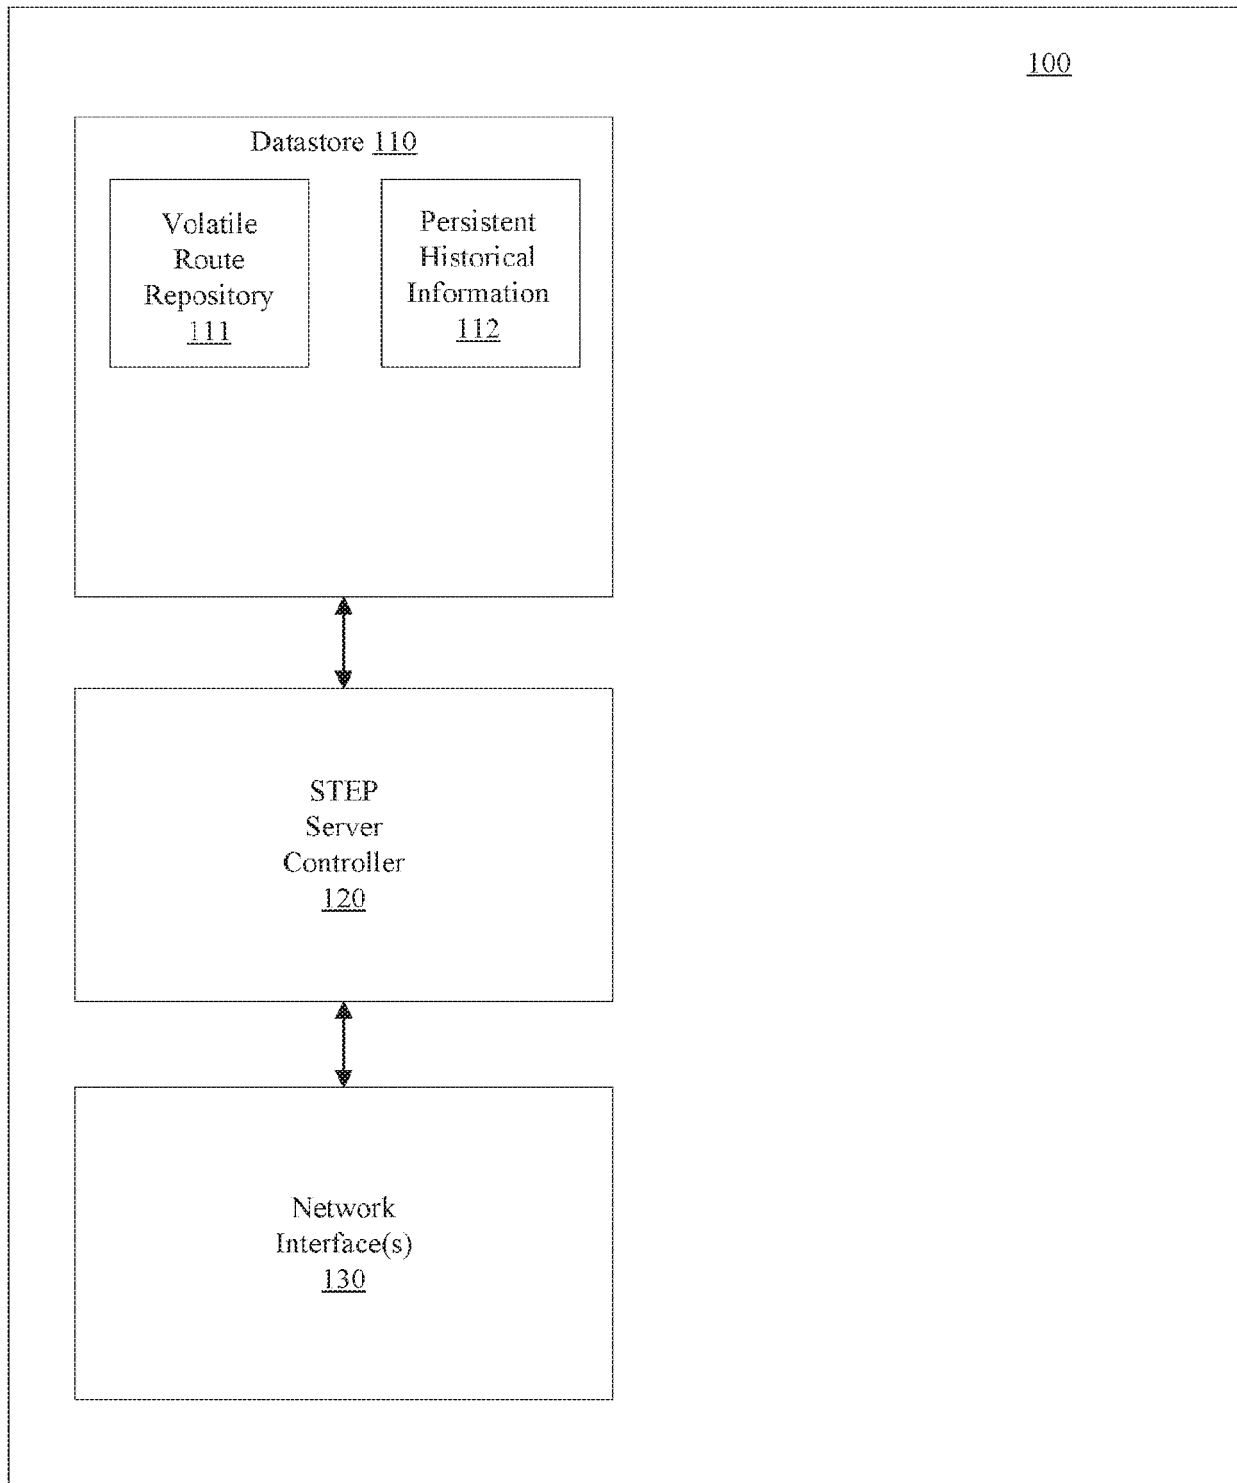 100
Datastore 110
Volatile
Route
Repository
111
Persistent
Historical
Information
112
STEP
Server
Controller
120
Network
Interface(s)
130